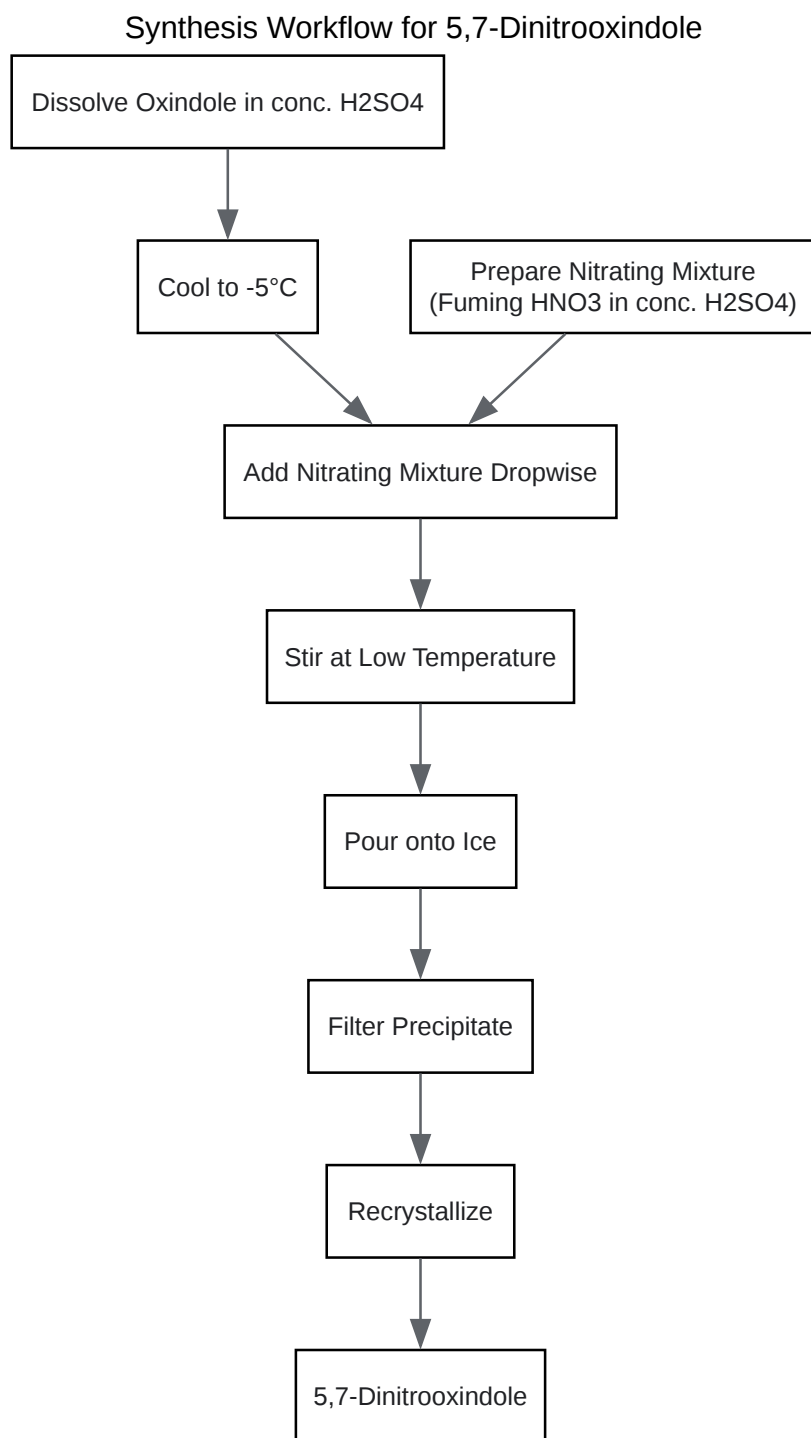 Synthesis Workflow for 5,7-Dinitrooxindole
Dissolve Oxindole in conc. H2SO4
Cool to -5°C
Prepare Nitrating Mixture
(Fuming HNO3 in conc. H2SO4)
Add Nitrating Mixture Dropwise
Stir at Low Temperature
Pour onto Ice
Filter Precipitate
Recrystallize
5,7-Dinitrooxindole